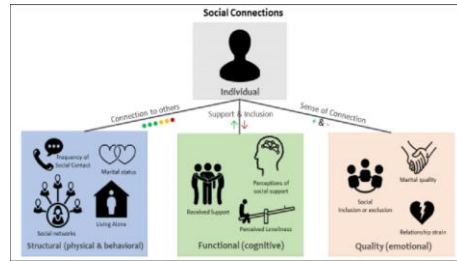 Social Connections
Individual
Connection to others
Support & Inclusion
Sense of Connection
+ & -
Frequency of
Social Contact
Marital status
Social networks
Living Alone
Structural (physical & behavioral)
Received Support
Perceptions of
social support
Perceived Loneliness
Functional (cognitive)
Social
Inclusion or exclusion
Marital quality
Relationship strain
Quality (emotional)